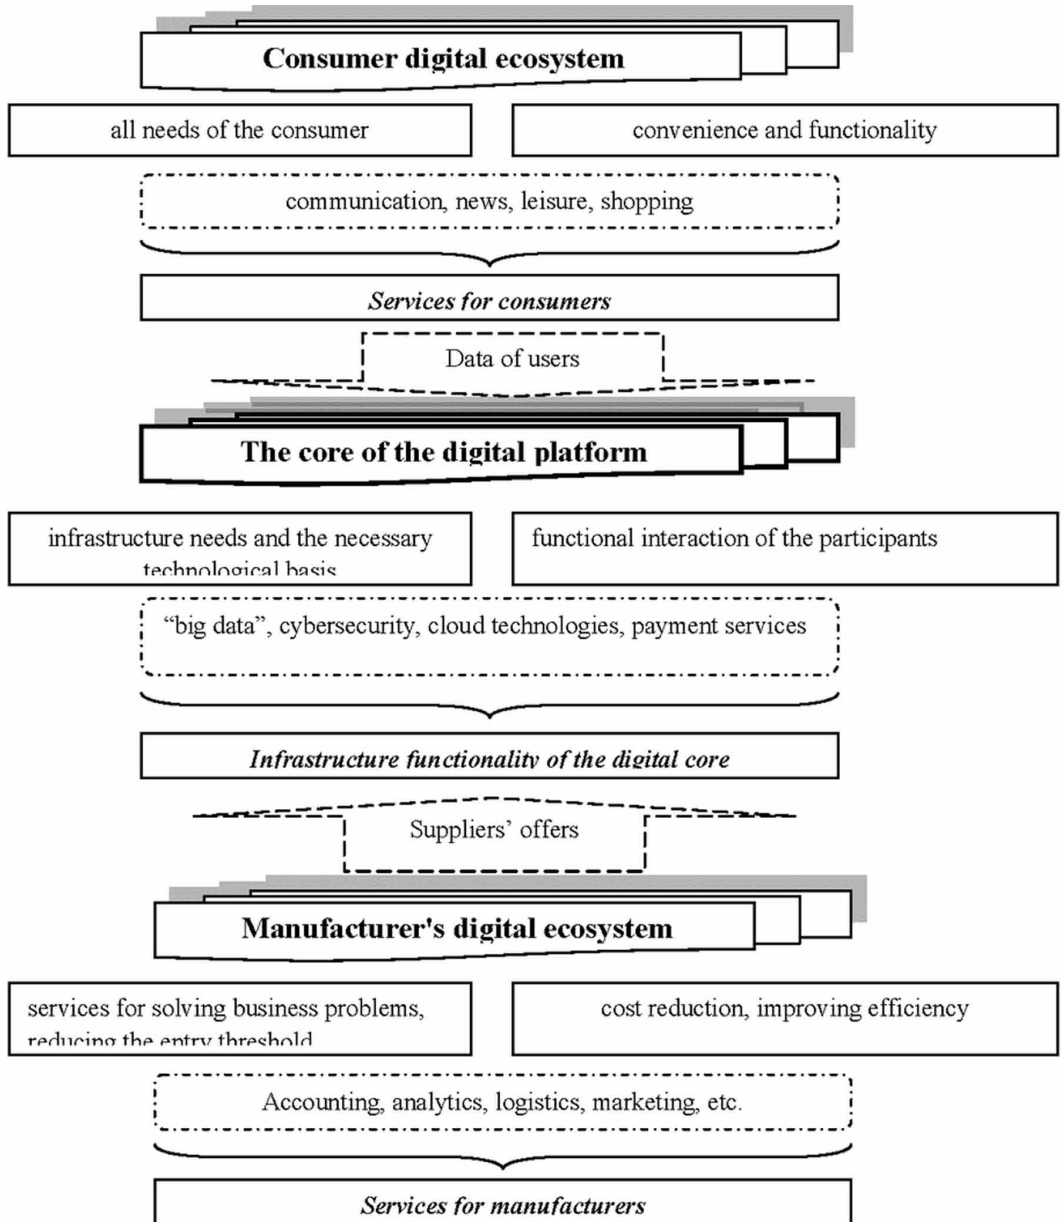 Consumer digital ecosystem
all needs of the consumer
convenience and functionality
communication, news, leisure, shopping
Services for consumers
Data of users
The core of the digital platform
infrastructure needs and the necessary
technological basis
functional interaction of the participants
“big data”, cybersecurity, cloud technologies, payment services
Infrastructure functionality of the digital core
Suppliers’ offers
Manufacturer's digital ecosystem
services for solving business problems,
reducing the entry threshold
cost reduction, improving efficiency
Accounting, analytics, logistics, marketing, etc.
Services for manufacturers